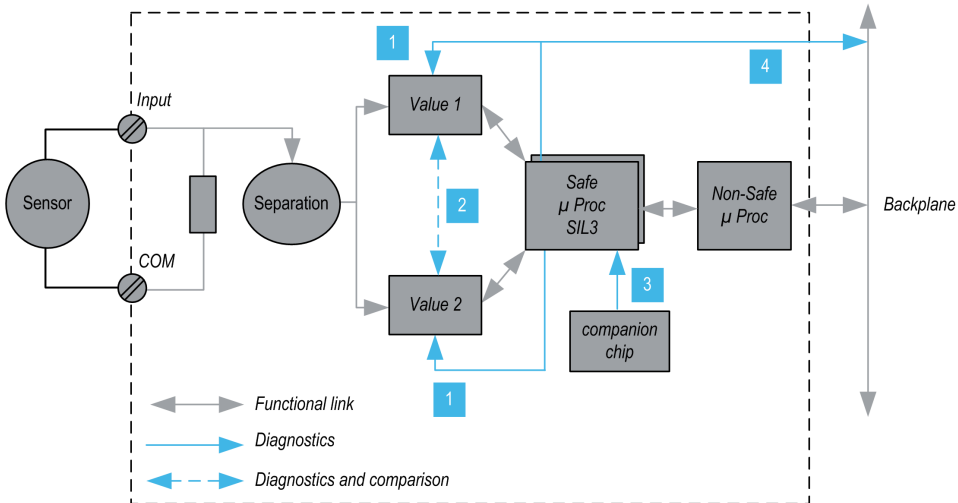 1
4
Input
Value 1
Sensor
Separation
2
Safe
μ Proc
SIL3
Non-Safe
μ Proc
Backplane
COM
Value 2
3
companion
chip
1
Functional link
Diagnostics
Diagnostics and comparison